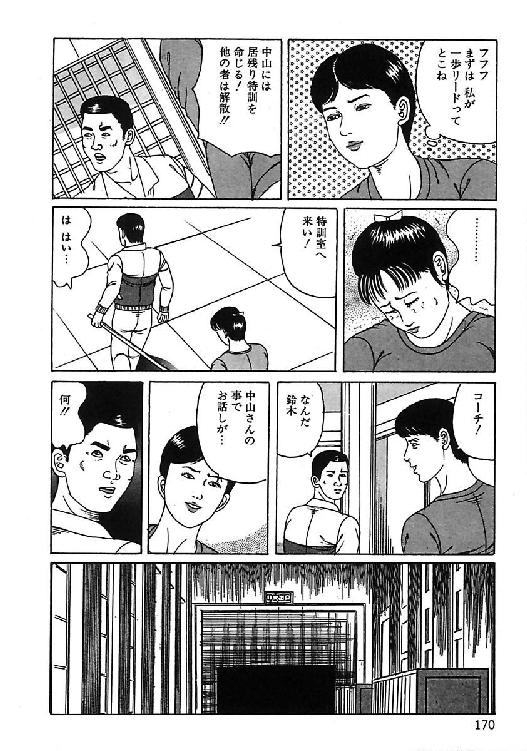 フフフ
まずは 私が
一歩リードって
とこね
中山には
居残り特訓を
命じる！
他の者は解散！！
………
特訓室へ
来い！
は はい…
コーチ！
なんだ
鈴木
中山さんの
事で
お話しが…
何！！
170